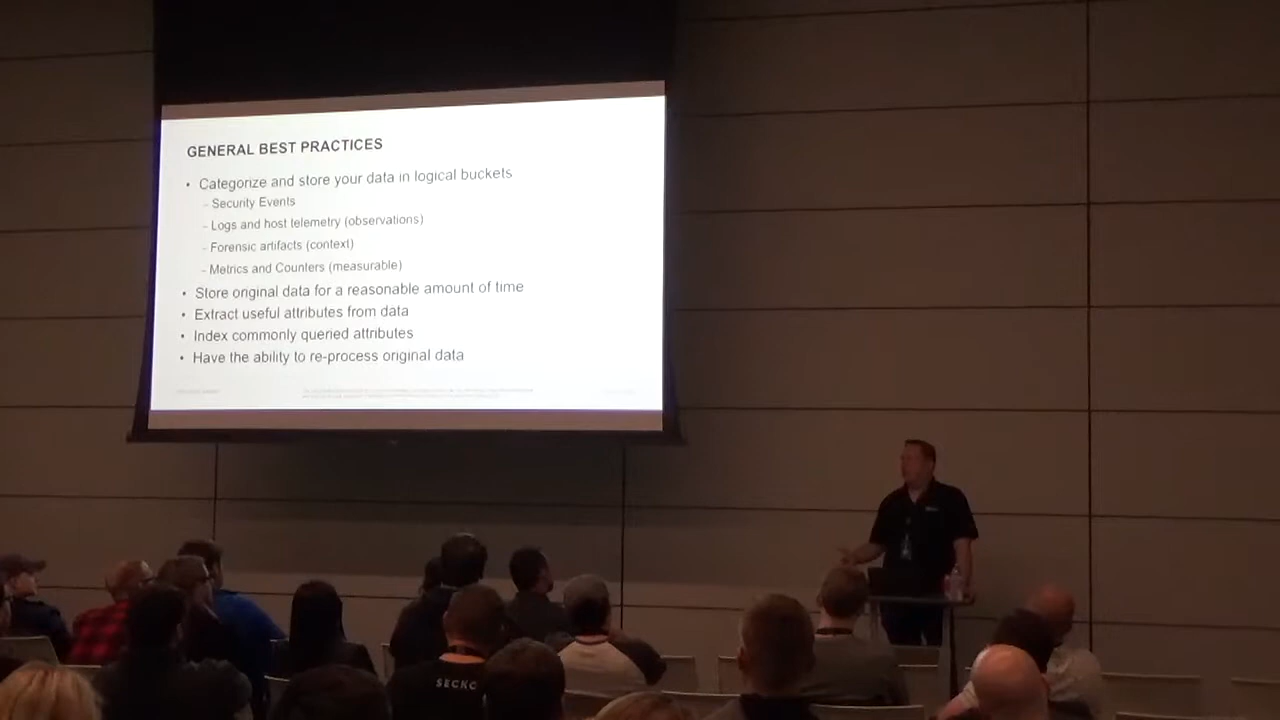 GENERAL BEST PRACTICES
• Categorize and store your data in logical buckets
– Security Events
– Logs and host telemetry (observations)
– Forensic artifacts (context)
– Metrics and Counters (measurable)
• Store original data for a reasonable amount of time
• Extract useful attributes from data
• Index commonly queried attributes
• Have the ability to re-process original data
SECKC